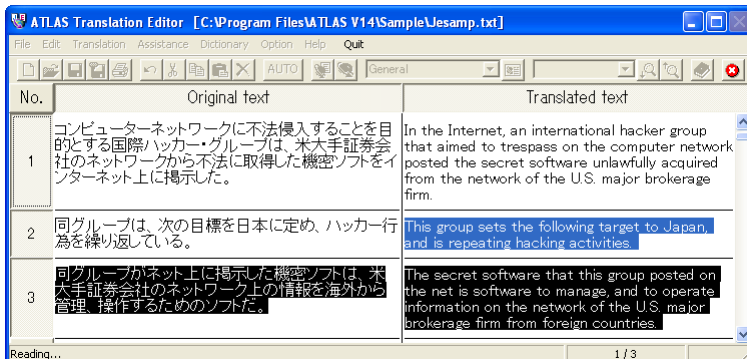 ATLAS Translation Editor [C:\Program Files\ATLAS V14\Sample\Jesamp.txt]
File Edit Translation Assistance Dictionary Option Help Quit
AUTO General
No. Original text Translated text
1
コンピューターネットワークに不法侵入することを目
的とする国際ハッカー・グループは、米大手証券会
社のネットワークから不法に取得した機密ソフトをイ
ンターネット上に掲示した。
In the Internet, an international hacker group
that aimed to trespass on the computer network
posted the secret software unlawfully acquired
from the network of the U.S. major brokerage
firm.
2
同グループは、次の目標を日本に定め、ハッカー行
為を繰り返している。
This group sets the following target to Japan,
and is repeating hacking activities.
3
同グループがネット上に掲示した機密ソフトは、米
大手証券会社のネットワーク上の情報を海外から
管理、操作するためのソフトだ。
The secret software that this group posted on
the net is software to manage, and to operate
information on the network of the U.S. major
brokerage firm from foreign countries.
Reading... 1 / 3